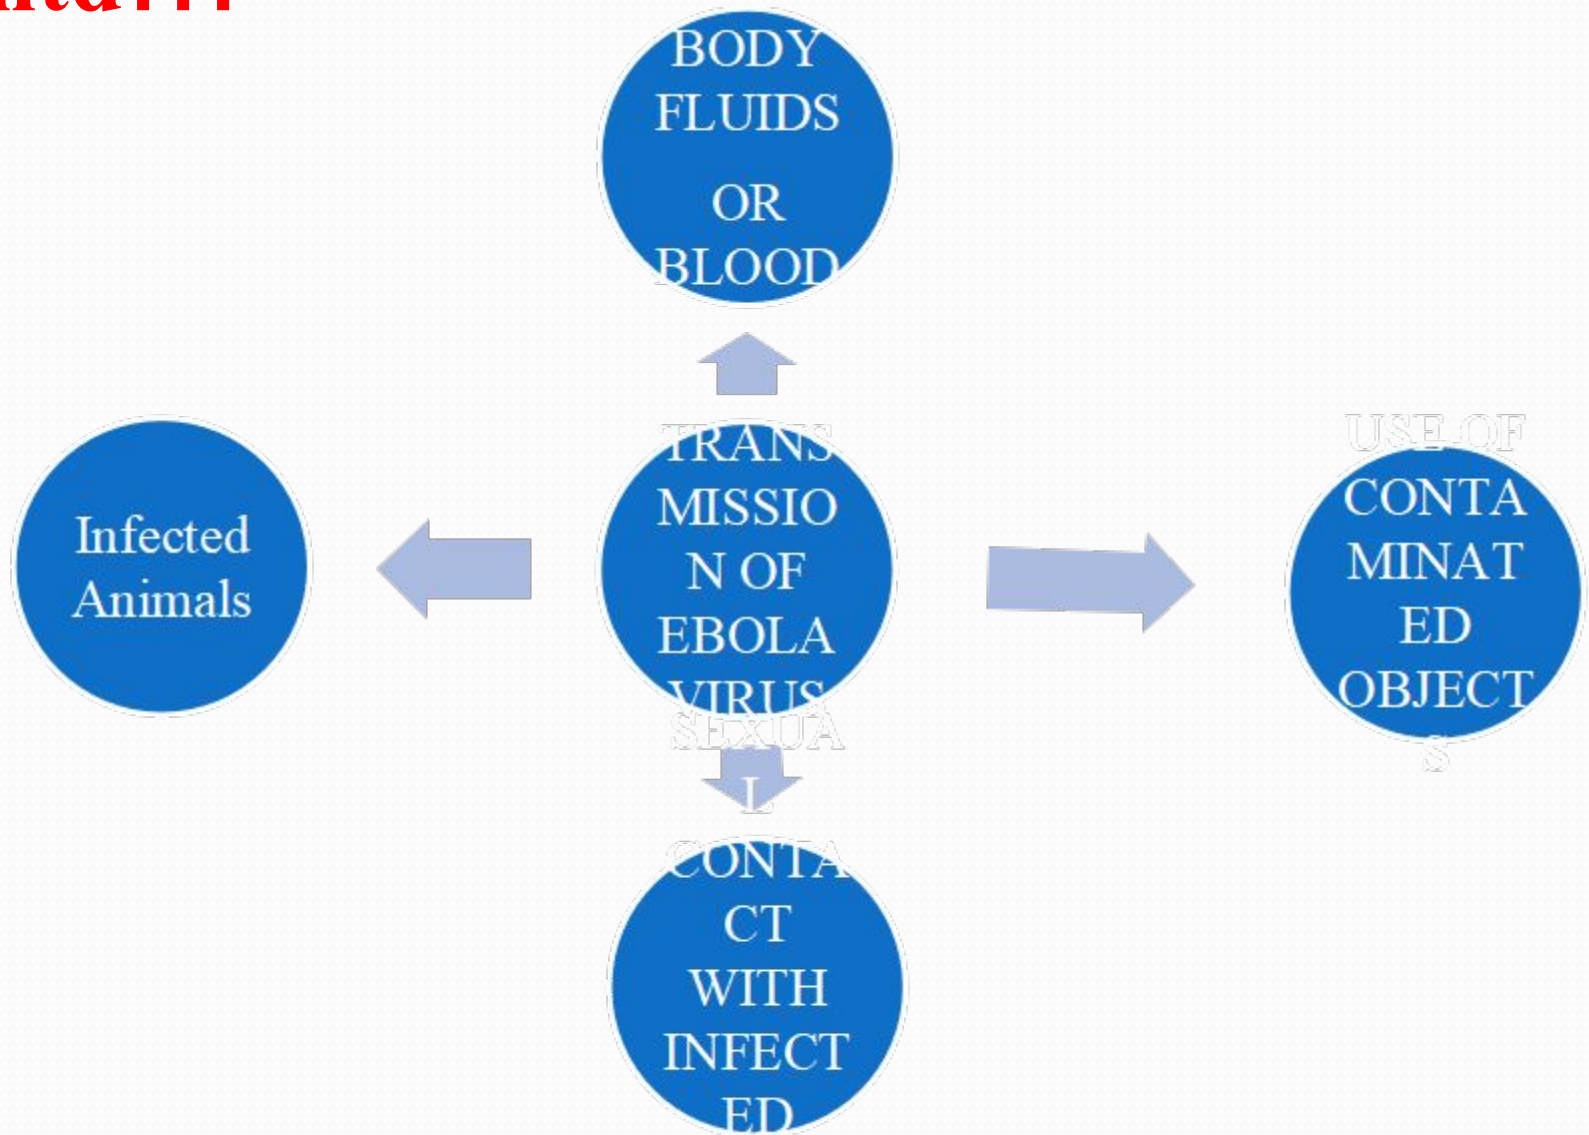 BODY
FLUIDS
OR
BLOOD
Infected
Animals
TRANS
MISSIO
N OF
EBOLA
VIRUS
USE OF
CONTA
MINAT
ED
OBJECT
S
SEXUA
L
CONTA
CT
WITH
INFECT
ED